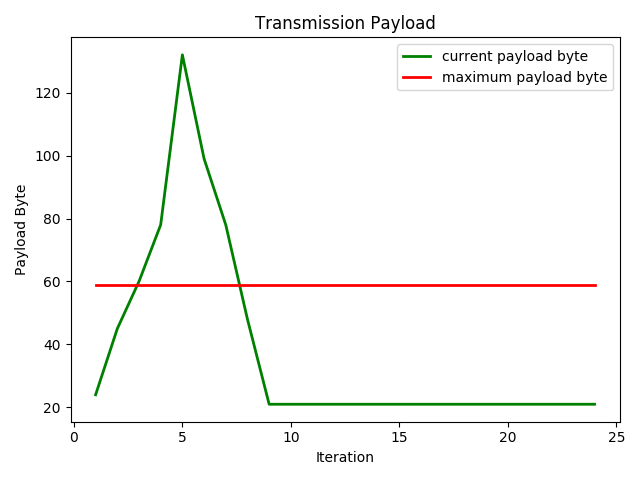 Transmission Payload
current payload byte
maximum payload byte
Payload Byte
120
100
80
60
40
20
0
5
10
15
20
25
Iteration